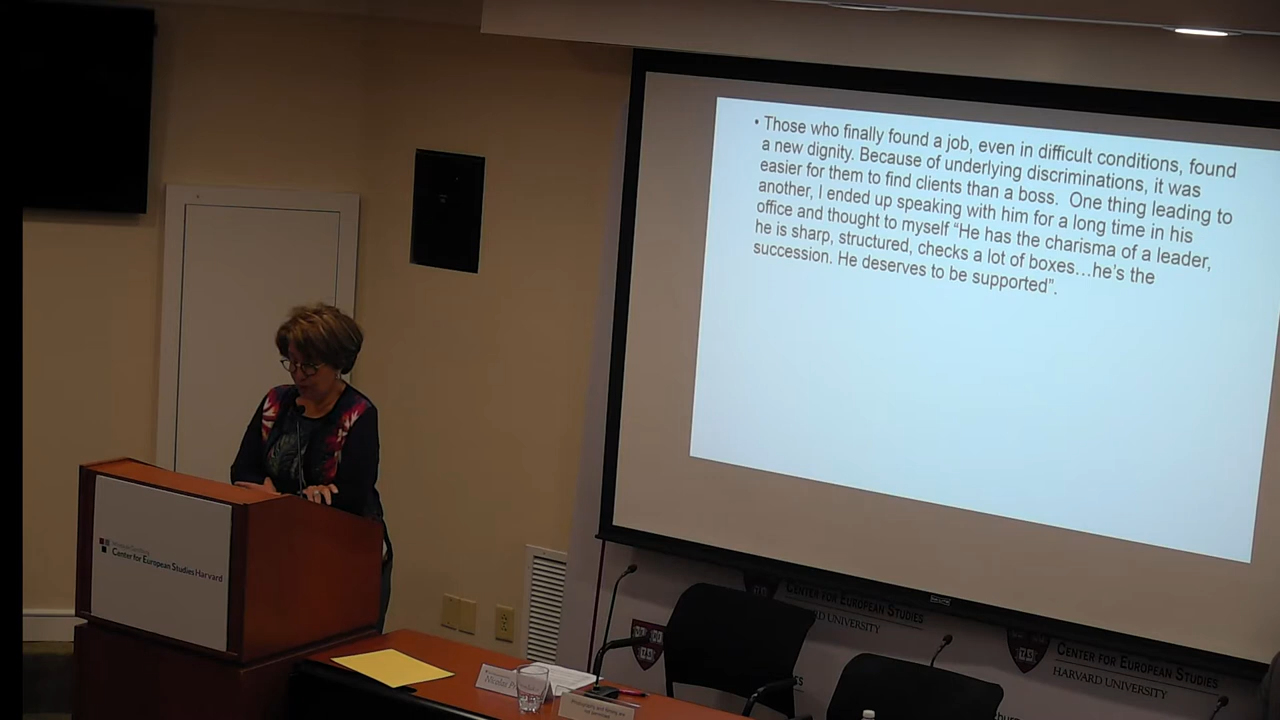 • Those who finally found a job, even in difficult conditions, found
a new dignity. Because of underlying discriminations, it was
easier for them to find clients than a boss. One thing leading to
another, I ended up speaking with him for a long time in his
office and thought to myself “He has the charisma of a leader,
he is sharp, structured, checks a lot of boxes…he’s the
succession. He deserves to be supported”.
Center for European Studies Harvard
Center for European Studies
HARVARD UNIVERSITY
Center for European Studies
HARVARD UNIVERSITY
Nicolas